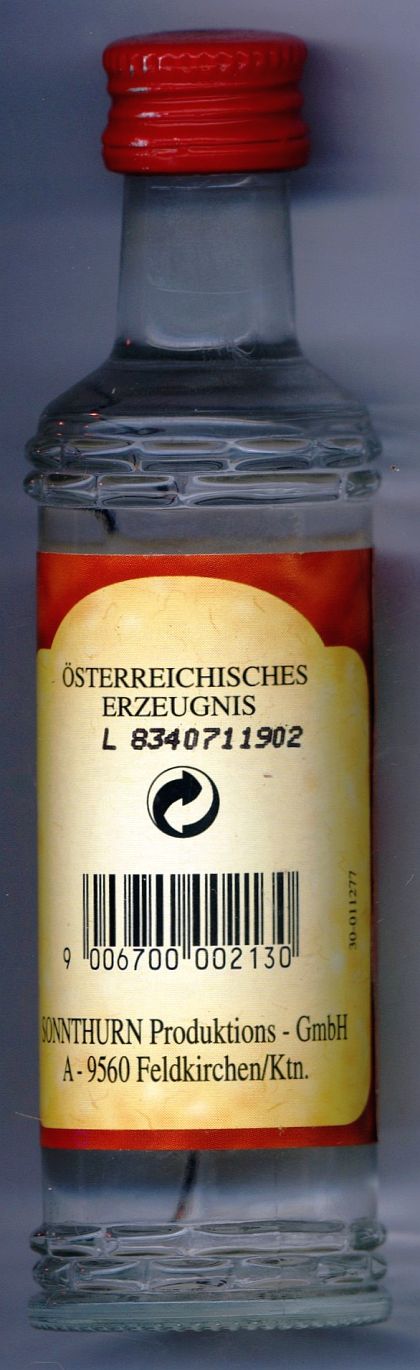 ÖSTERREICHISCHES
ERZEUGNIS
L 8340711902
9 006700 002130
30-011277
SONNTHURN Produktions - GmbH
A - 9560 Feldkirchen/Ktn.